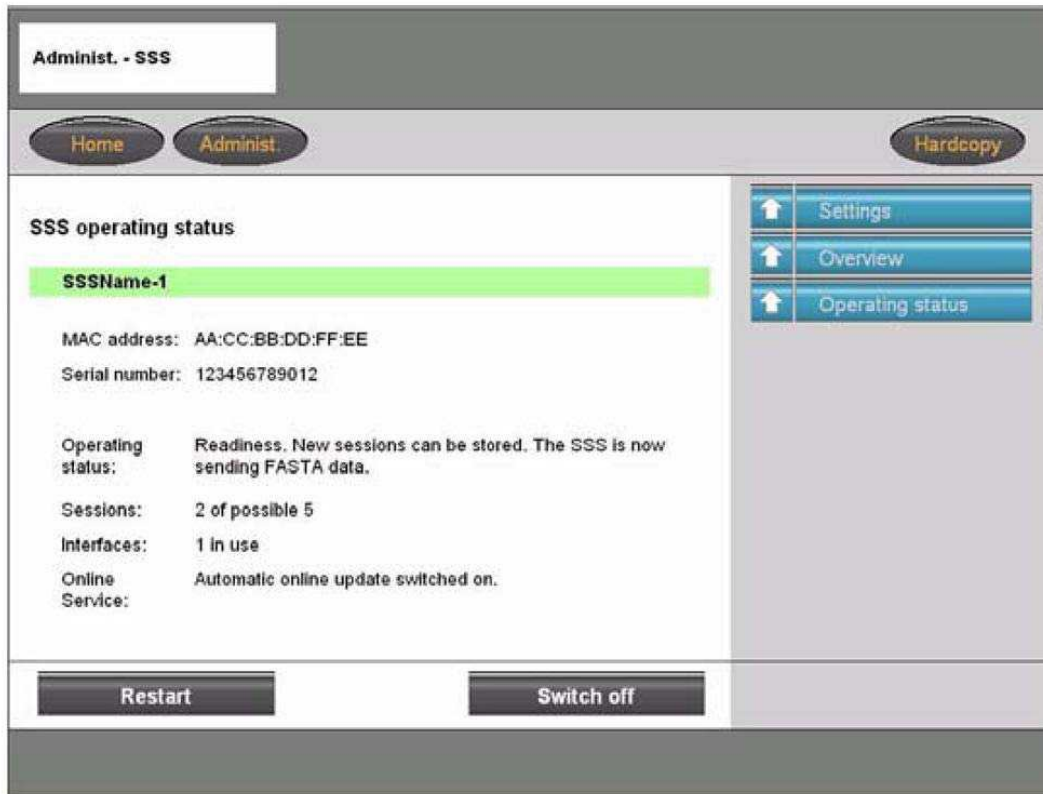 Administ. - SSS
Home
Administ.
Hardcopy
SSS operating status
SSSName-1
MAC address: AA:CC:BB:DD:FF:EE
Serial number: 123456789012
Operating status: Readiness. New sessions can be stored. The SSS is now
sending FASTA data.
Sessions: 2 of possible 5
Interfaces: 1 in use
Online Service: Automatic online update switched on.
Settings
Overview
Operating status
Restart
Switch off